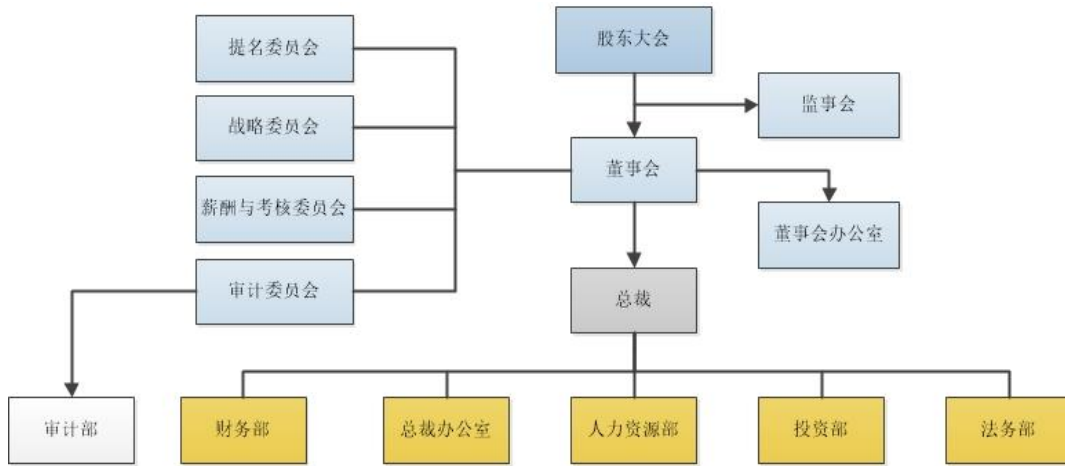 提名委员会
股东大会
战略委员会
监事会
董事会
薪酬与考核委员会
董事会办公室
审计委员会
总裁
审计部
财务部
总裁办公室
人力资源部
投资部
法务部